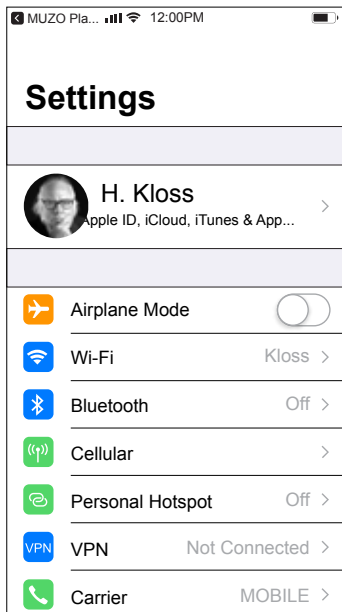 MUZO Pla... 12:00PM
Settings
H. Kloss
Apple ID, iCloud, iTunes & App...
Airplane Mode
Wi-Fi Kloss
Bluetooth Off
Cellular
Personal Hotspot Off
VPN VPN Not Connected
Carrier MOBILE